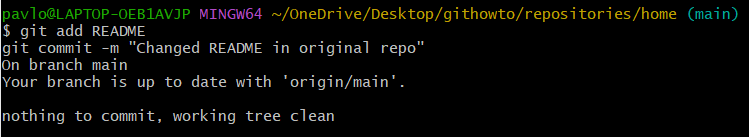 pavlo@LAPTOP-OEB1AVJP MINGW64 ~/OneDrive/Desktop/githowto/repositories/home (main)
$ git add README
git commit -m "Changed README in original repo"
On branch main
Your branch is up to date with 'origin/main'.
nothing to commit, working tree clean